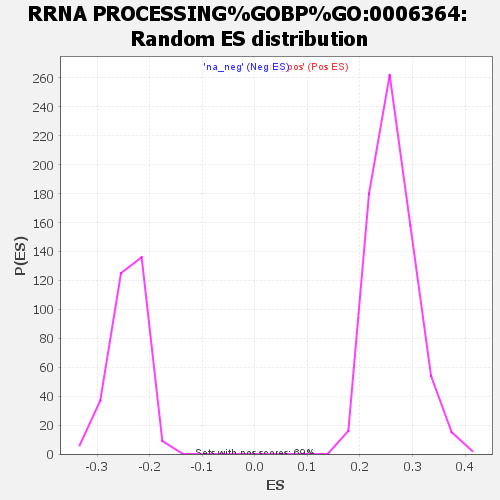 RRNA PROCESSING%GOBP%GO:0006364:
Random ES distribution
'na_neg' (Neg ES) pos' (Pos ES)
260
240
220
200
180
160
140
120
100
80
60
40
20
0
P(ES)
Sets with pos scores: 69%
-0.3 -0.2 -0.1 0.0 0.1 0.2 0.3 0.4
ES